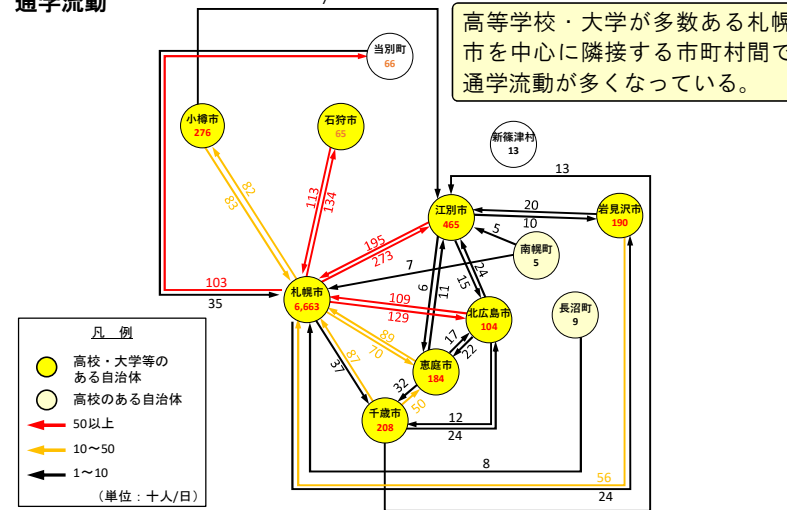 通学流動
高等学校・大学が多数ある札幌
市を中心に隣接する市町村間で
通学流動が多くなっている。
当別町
66
小樽市
276
石狩市
65
新篠津村
13
13
江別市
465
20
10
岩見沢市
190
5
南幌町
5
82
83
113
134
195
273
7
24
15
6
11
103
35
札幌市
6,663
109
129
北広島市
104
長沼町
9
89
70
87
37
17
22
恵庭市
184
32
50
千歳市
208
12
24
8
56
24
凡 例
高校・大学等の
ある自治体
高校のある自治体
50以上
10～50
1～10
（単位：十人/日）